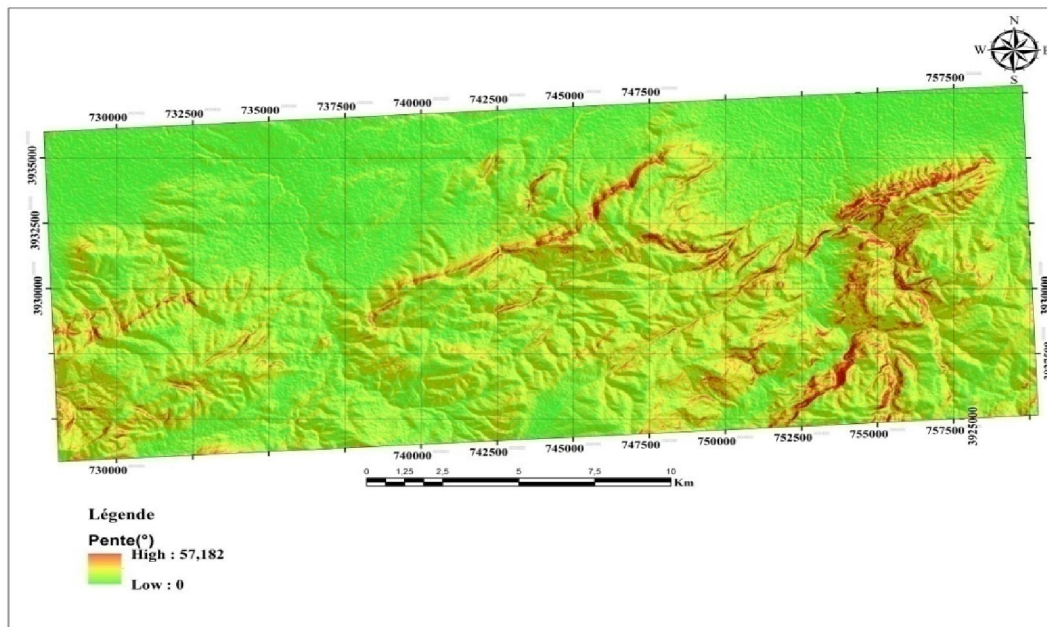 N
W E
S
730000 732500 735000 737500 740000 742500 745000 747500 757500
3935000
3932500
3930000
3930000
3925000
730000 740000 742500 745000 747500 750000 752500 755000 757500
0 1,25 2,5 5 7,5 10
Km
Légende
Pente(°)
High : 57,182
Low : 0